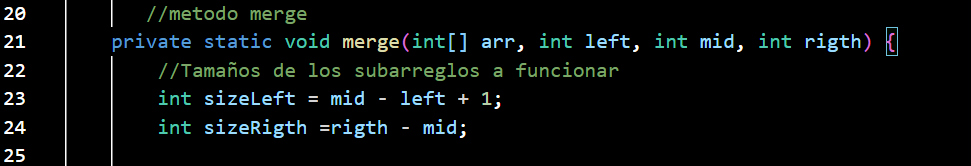 20 //metodo merge
21 private static void merge(int[] arr, int left, int mid, int rigth) {
22 //Tamaños de los subarreglos a funcionar
23 int sizeLeft = mid - left + 1;
24 int sizeRigth =rigth - mid;
25